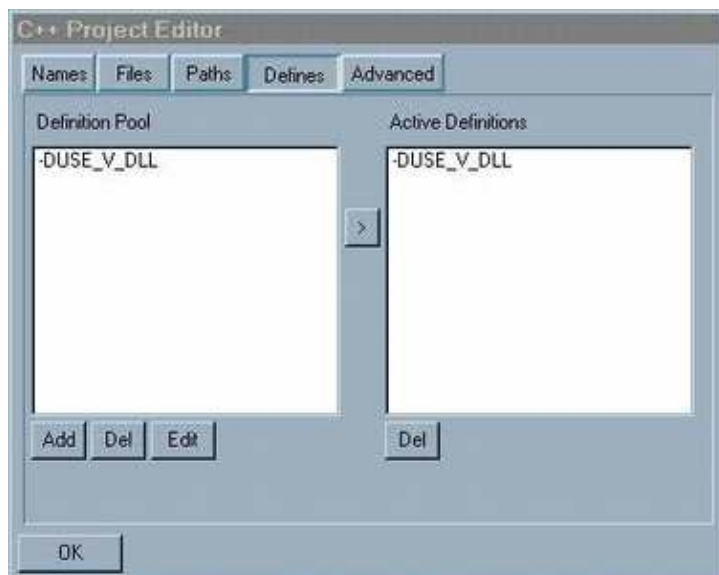 C++ Project Editor
Names Files Paths Defines Advanced
Definition Pool Active Definitions
-DUSE_V_DLL -DUSE_V_DLL
>
Add Del Edit Del
OK